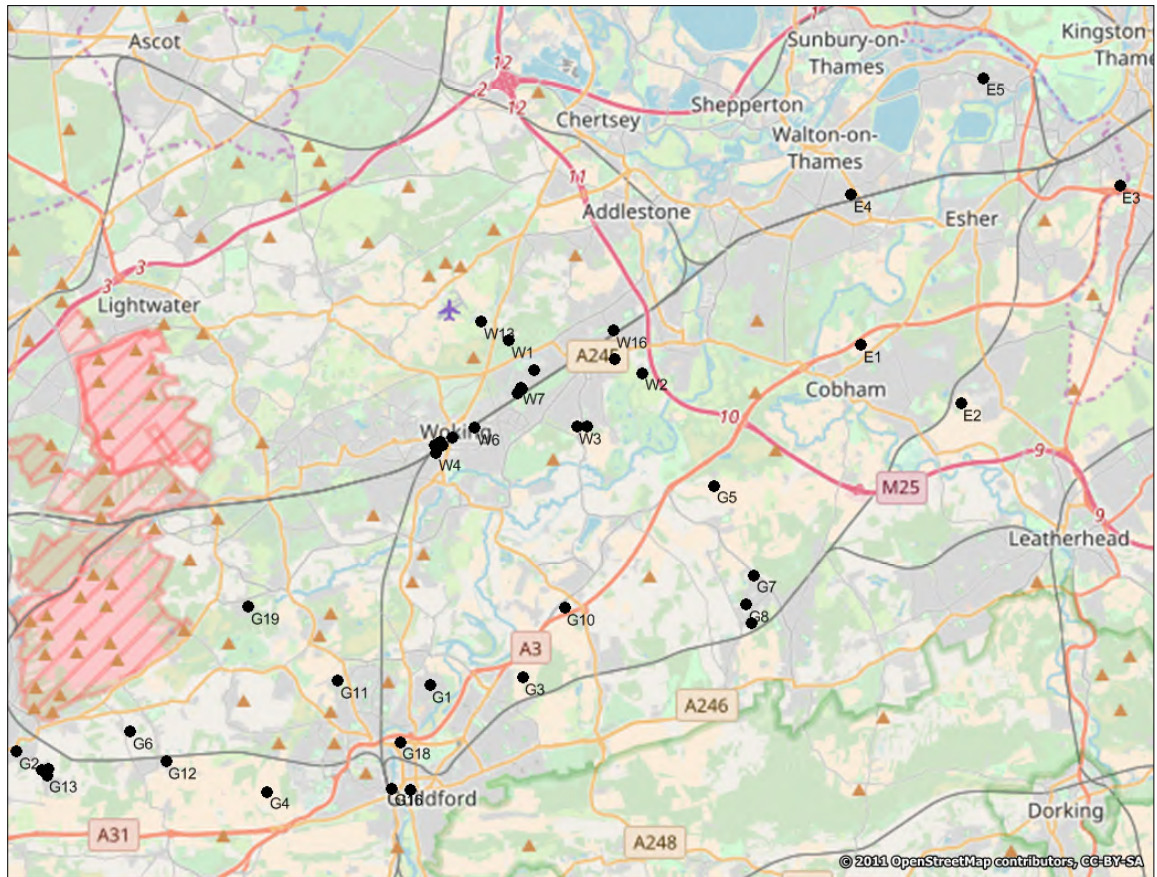 Ascot
Sunbury-on-
Thames
Kingston
Thame
12
2
12
E5
Shepperton
Chertsey
Walton-on-
Thames
11
E4
E3
Addlestone
Esher
3
3
Lightwater
W13
W1
W16
A245
E1
W2
Cobham
W7
E2
10
Woking
W6
W3
W4
9
G5
M25
9
Leatherhead
G7
G19
G8
G10
A3
G11
G1
G3
A246
G6
G2
G18
G12
G13
G4
G16
Guildford
Dorking
A31
A248
© 2011 OpenStreetMap contributors, CC-BY-SA